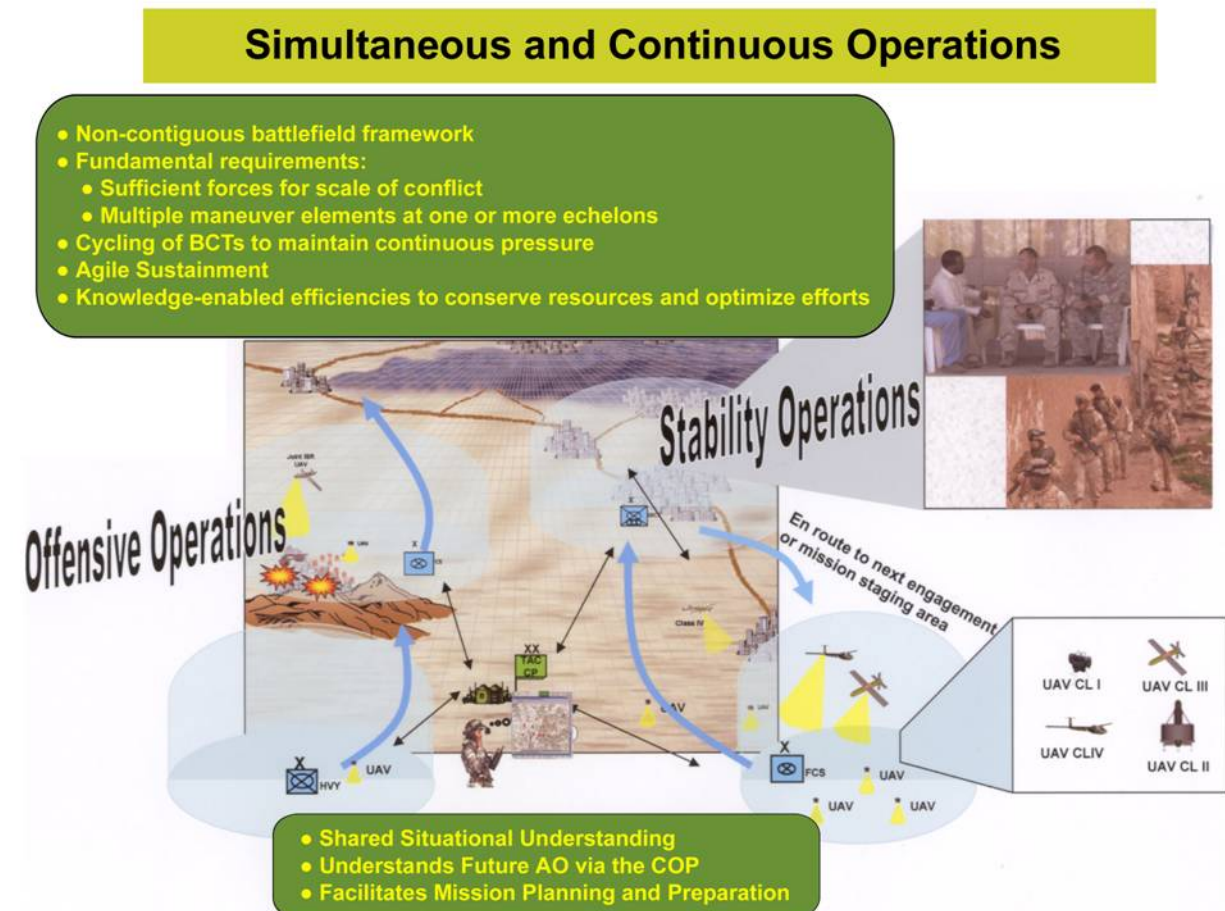 Simultaneous and Continuous Operations
● Non-contiguous battlefield framework
● Fundamental requirements:
● Sufficient forces for scale of conflict
● Multiple maneuver elements at one or more echelons
● Cycling of BCTs to maintain continuous pressure
● Agile Sustainment
● Knowledge-enabled efficiencies to conserve resources and optimize efforts
Stability Operations
Offensive Operations
Joint ISR
UAV
UAV
X
X
En route to next engagement
or mission staging area
Class IV
XX
TAC
CP
UAV
UAV
X
HVY
UAV
X
FCS
UAV
UAV
UAV
UAV CL I
UAV CL III
UAV CLIV
UAV CL II
● Shared Situational Understanding
● Understands Future AO via the COP
● Facilitates Mission Planning and Preparation